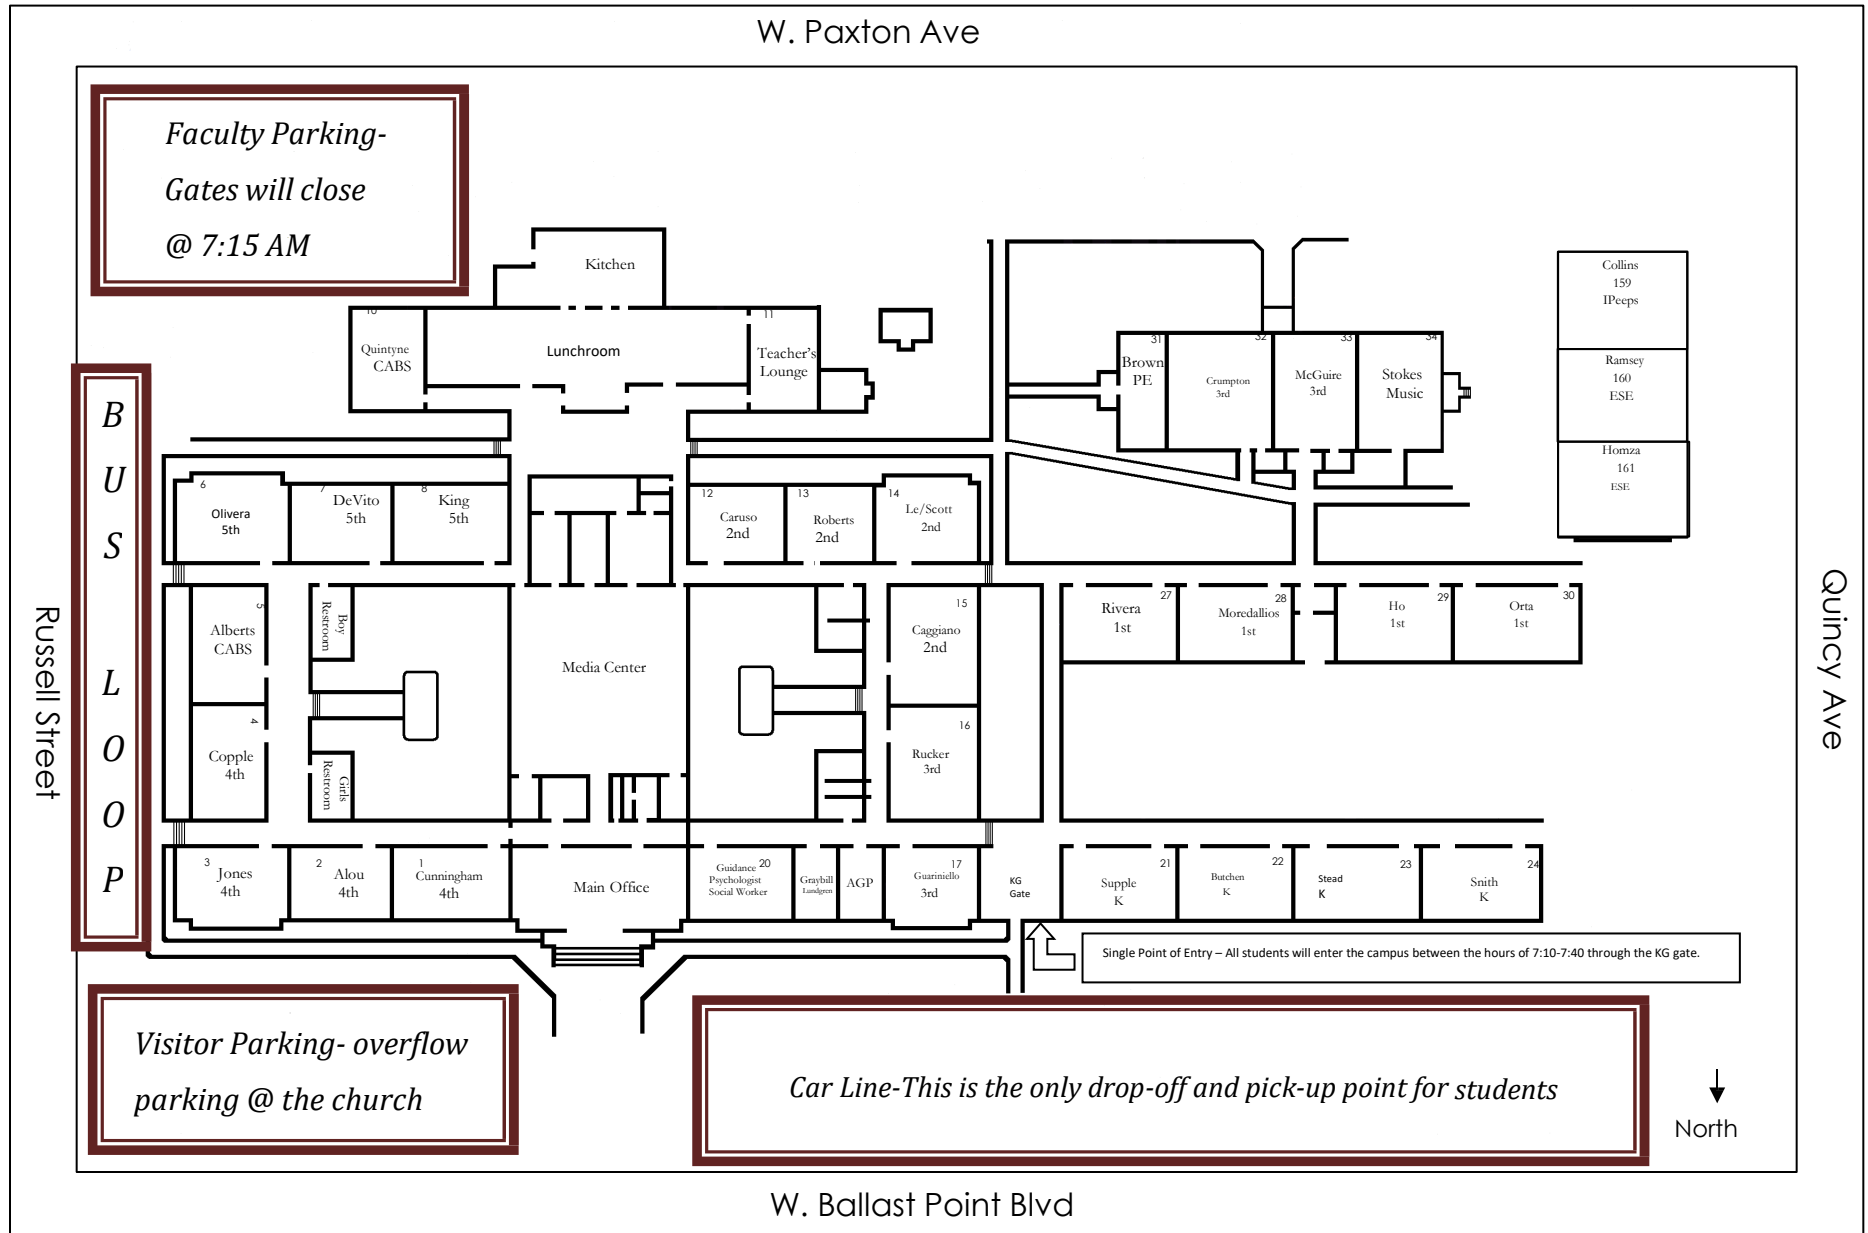 W. Paxton Ave
Faculty Parking-
Gates will close
@ 7:15 AM
Kitchen
10
Quintyne
CABS
Lunchroom
11
Teacher's
Lounge
31
Brown
PE
32
Crumpton
3rd
33
McGuire
3rd
34
Stokes
Music
Collins
159
IPeeps
Ramsey
160
ESE
Homza
161
ESE
BUS LOOP
Russell Street
Quincy Ave
6
Olivera
5th
7
DeVito
5th
8
King
5th
12
Caruso
2nd
13
Roberts
2nd
14
Le/Scott
2nd
5
Alberts
CABS
Boy
Restroom
Media Center
15
Caggiano
2nd
27
Rivera
1st
28
Moredallios
1st
29
Ho
1st
30
Orta
1st
4
Copple
4th
Girls
Restroom
16
Rucker
3rd
3
Jones
4th
2
Alou
4th
1
Cunningham
4th
Main Office
20
Guidance
Psychologist
Social Worker
Graybill
Lundgren
AGP
17
Guariniello
3rd
KG
Gate
21
Supple
K
22
Butchen
K
23
Stead
K
24
Snith
K
Single Point of Entry – All students will enter the campus between the hours of 7:10-7:40 through the KG gate.
Visitor Parking- overflow
parking @ the church
Car Line-This is the only drop-off and pick-up point for students
North
W. Ballast Point Blvd